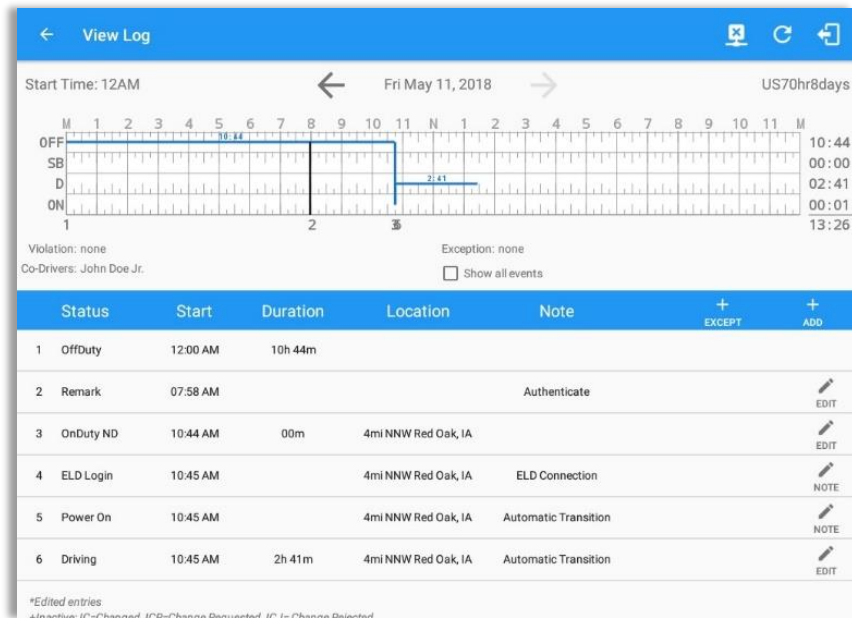 View Log
Start Time: 12AM
Fri May 11, 2018
US70hr8days
M 1 2 3 4 5 6 7 8 9 10 11 N 1 2 3 4 5 6 7 8 9 10 11 M
OFF 10:44 10:44
SB 00:00
D 2:41 02:41
ON 00:01
1 2 13:26
Violation: none
Exception: none
Co-Drivers: John Doe Jr.
Show all events
Status Start Duration Location Note + EXCEPT + ADD
1 OffDuty 12:00 AM 10h 44m
2 Remark 07:58 AM Authenticate EDIT
3 OnDuty ND 10:44 AM 00m 4mi NNW Red Oak, IA EDIT
4 ELD Login 10:45 AM 4mi NNW Red Oak, IA ELD Connection NOTE
5 Power On 10:45 AM 4mi NNW Red Oak, IA Automatic Transition NOTE
6 Driving 10:45 AM 2h 41m 4mi NNW Red Oak, IA Automatic Transition EDIT
*Edited entries